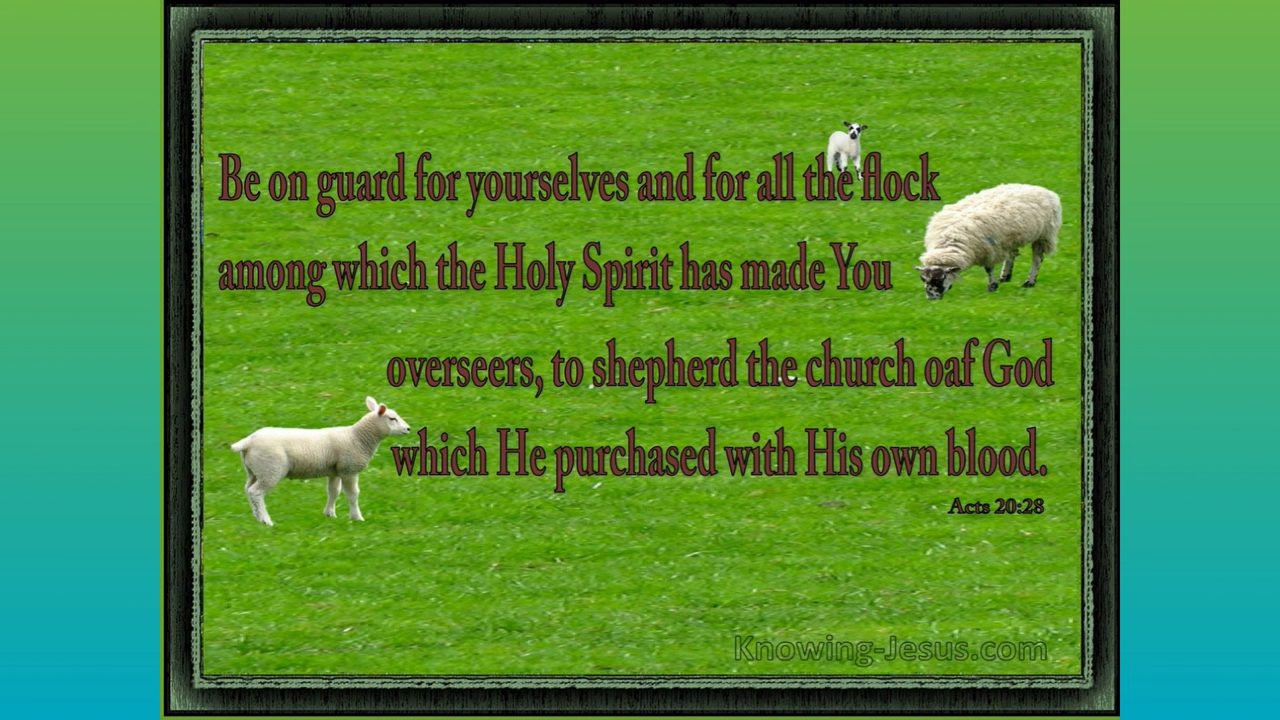 Be on guard for yourselves and for all the flock
among which the Holy Spirit has made You
overseers, to shepherd the church oaf God
which He purchased with His own blood.
Acts 20:28
Knowing-Jesus.com